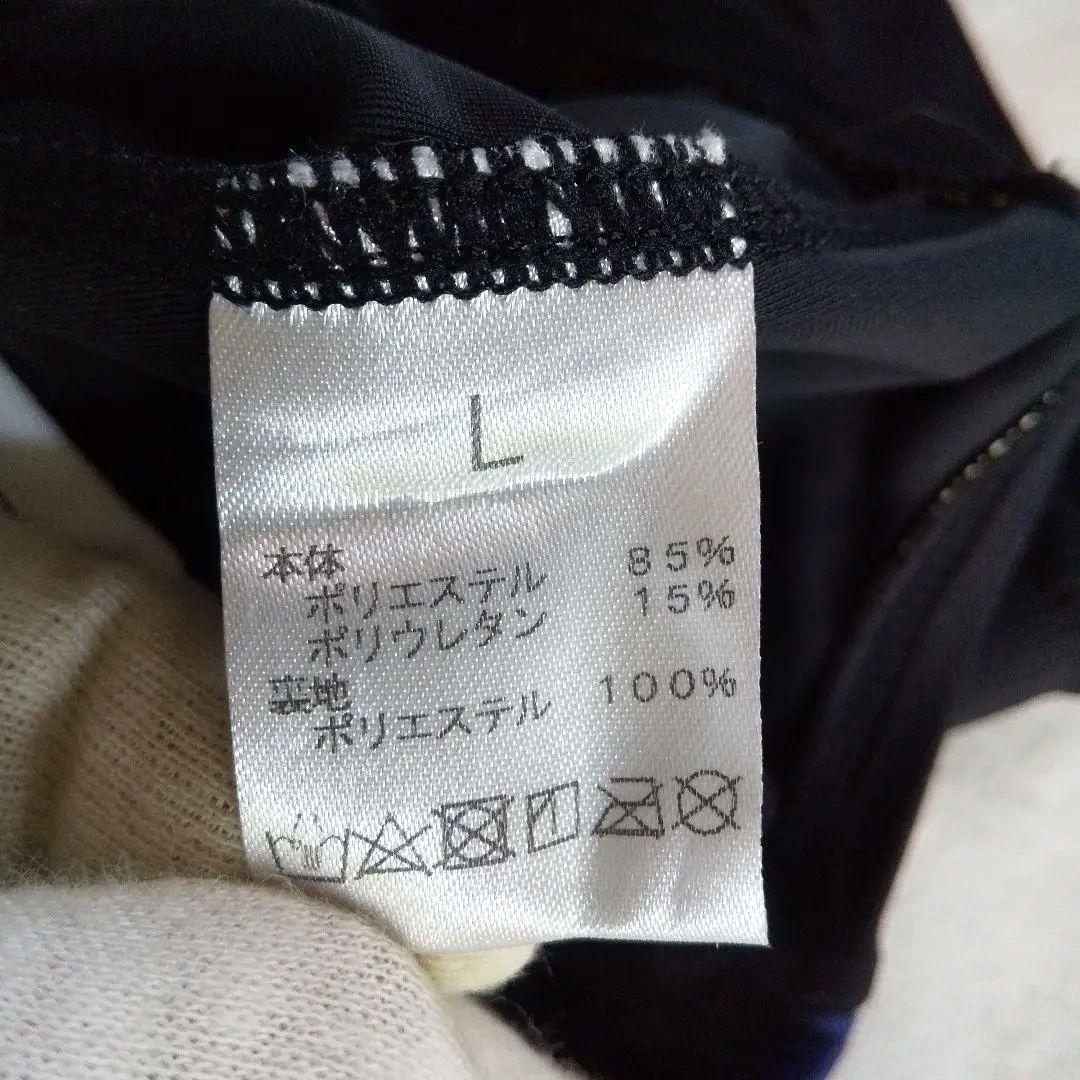 L
本体
ポリエステル 85%
ポリウレタン 15%
裏地
ポリエステル 100%